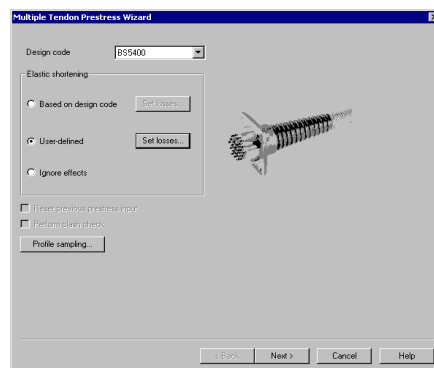 Multiple Tendon Prestress Wizard
Design code BS5400
Elastic shortening
Based on design code Set losses...
User-defined Set losses...
Ignore effects
Reset previous prestress input
Perform clash check
Profile sampling...
< Back Next > Cancel Help